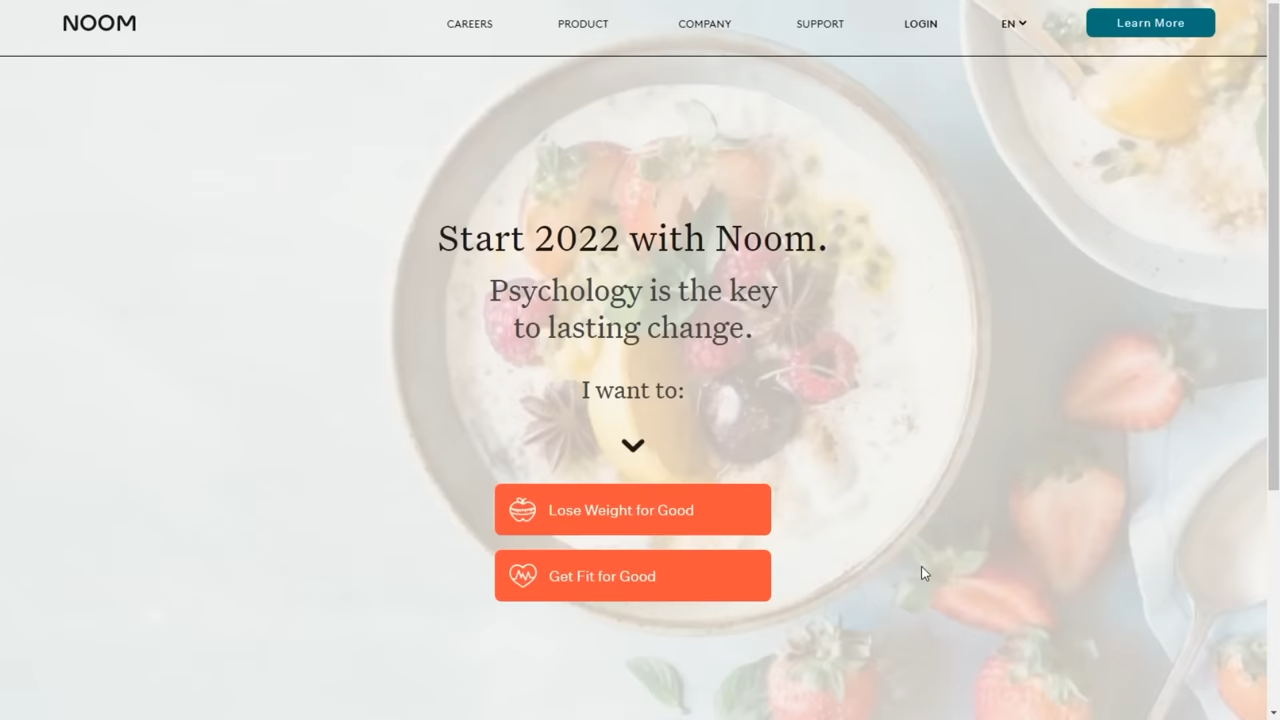 NOOM
CAREERS
PRODUCT
COMPANY
SUPPORT
LOGIN
EN
Learn More
Start 2022 with Noom.
Psychology is the key
to lasting change.
I want to:
Lose Weight for Good
Get Fit for Good